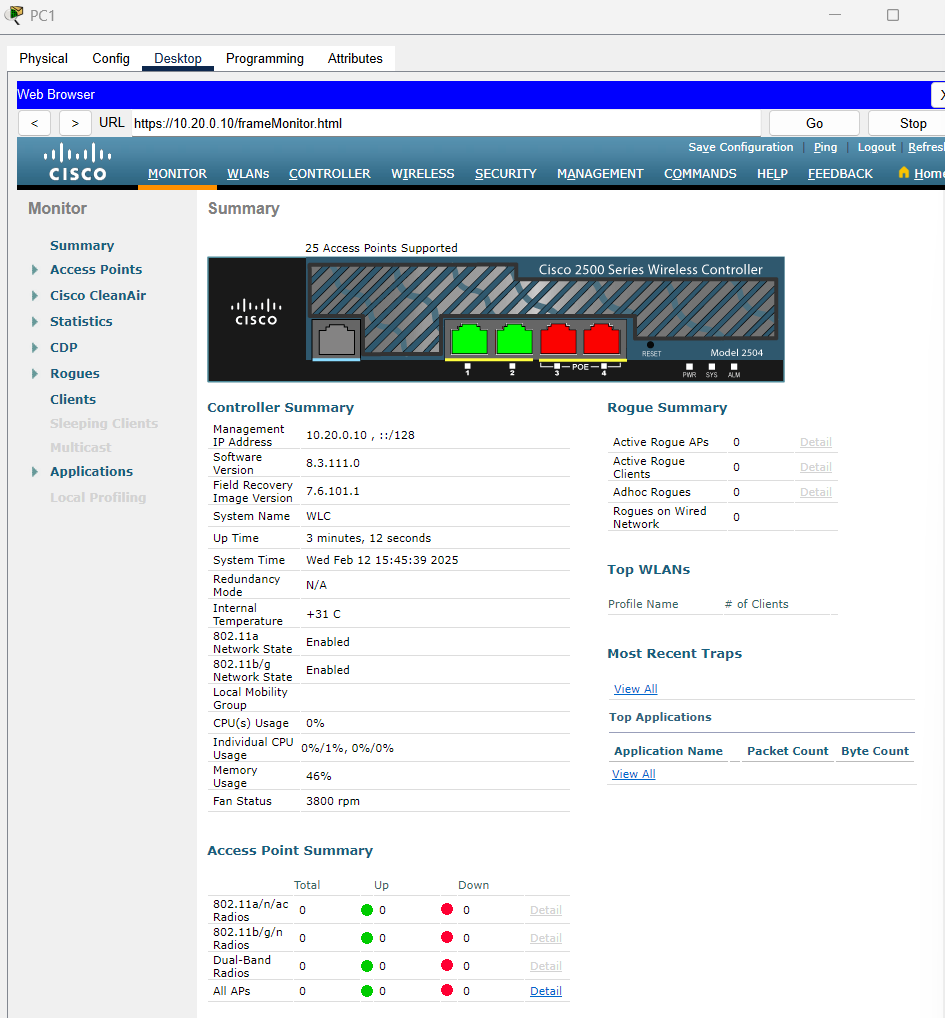 PC1
Physical Config Desktop Programming Attributes
Web Browser
X
< > URL https://10.20.0.10/frameMonitor.html Go Stop
Save Configuration | Ping | Logout | Refresh
CISCO MONITOR WLANs CONTROLLER WIRELESS SECURITY MANAGEMENT COMMANDS HELP FEEDBACK Home
Monitor
Summary
Access Points
Cisco CleanAir
Statistics
CDP
Rogues
Clients
Sleeping Clients
Multicast
Applications
Local Profiling
Summary
25 Access Points Supported
Cisco 2500 Series Wireless Controller
CISCO
RESET
Model 2504
1 2 3 POE 4
PWR SYS ALM
Controller Summary
Management IP Address 10.20.0.10 , ::/128
Software Version 8.3.111.0
Field Recovery Image Version 7.6.101.1
System Name WLC
Up Time 3 minutes, 12 seconds
System Time Wed Feb 12 15:45:39 2025
Redundancy Mode N/A
Internal Temperature +31 C
802.11a Network State Enabled
802.11b/g Network State Enabled
Local Mobility Group
CPU(s) Usage 0%
Individual CPU Usage 0%/1%, 0%/0%
Memory Usage 46%
Fan Status 3800 rpm
Rogue Summary
Active Rogue APs 0 Detail
Active Rogue Clients 0 Detail
Adhoc Rogues 0 Detail
Rogues on Wired Network 0
Top WLANs
Profile Name # of Clients
Most Recent Traps
View All
Top Applications
Application Name Packet Count Byte Count
View All
Access Point Summary
Total Up Down
802.11a/n/ac Radios 0 0 0 Detail
802.11b/g/n Radios 0 0 0 Detail
Dual-Band Radios 0 0 0 Detail
All APs 0 0 0 Detail